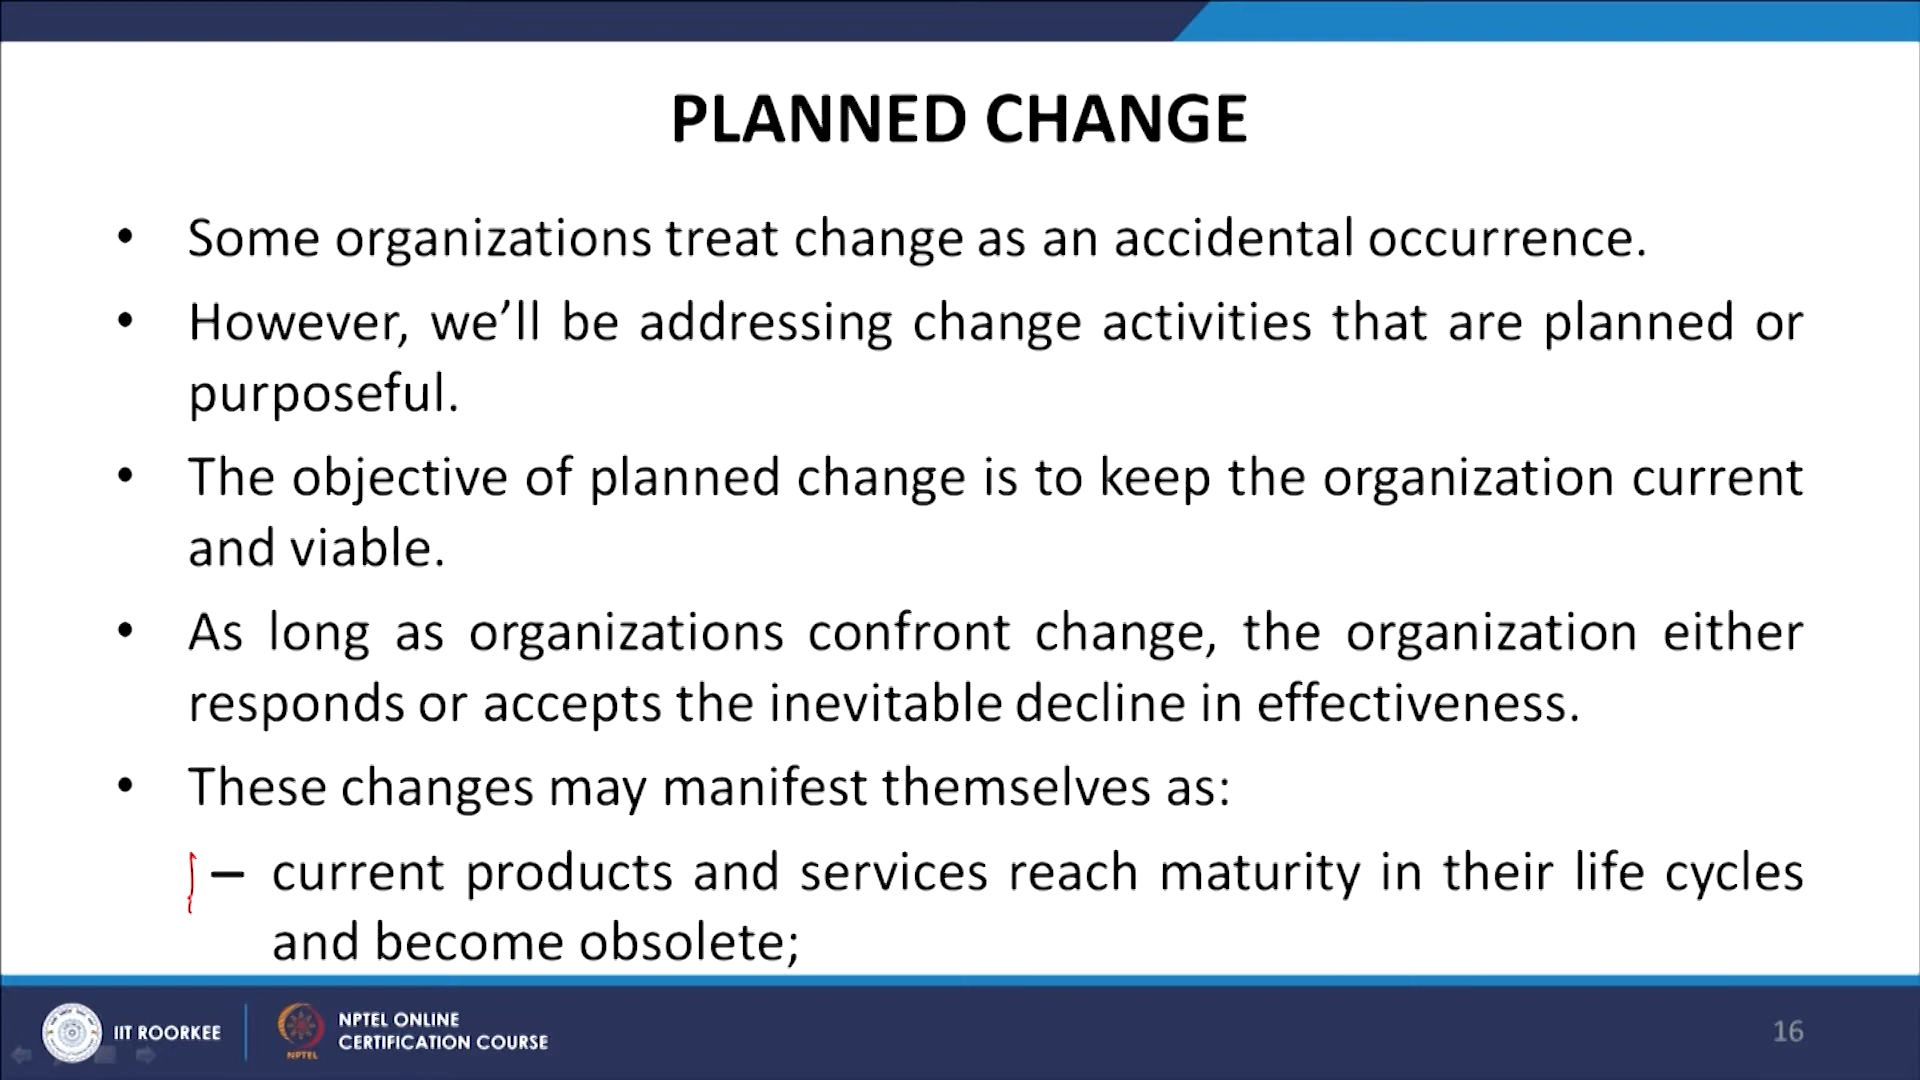 PLANNED CHANGE
• Some organizations treat change as an accidental occurrence.
• However, we’ll be addressing change activities that are planned or
purposeful.
• The objective of planned change is to keep the organization current
and viable.
• As long as organizations confront change, the organization either
responds or accepts the inevitable decline in effectiveness.
• These changes may manifest themselves as:
– current products and services reach maturity in their life cycles
and become obsolete;
IIT ROORKEE
NPTEL
NPTEL ONLINE
CERTIFICATION COURSE
16